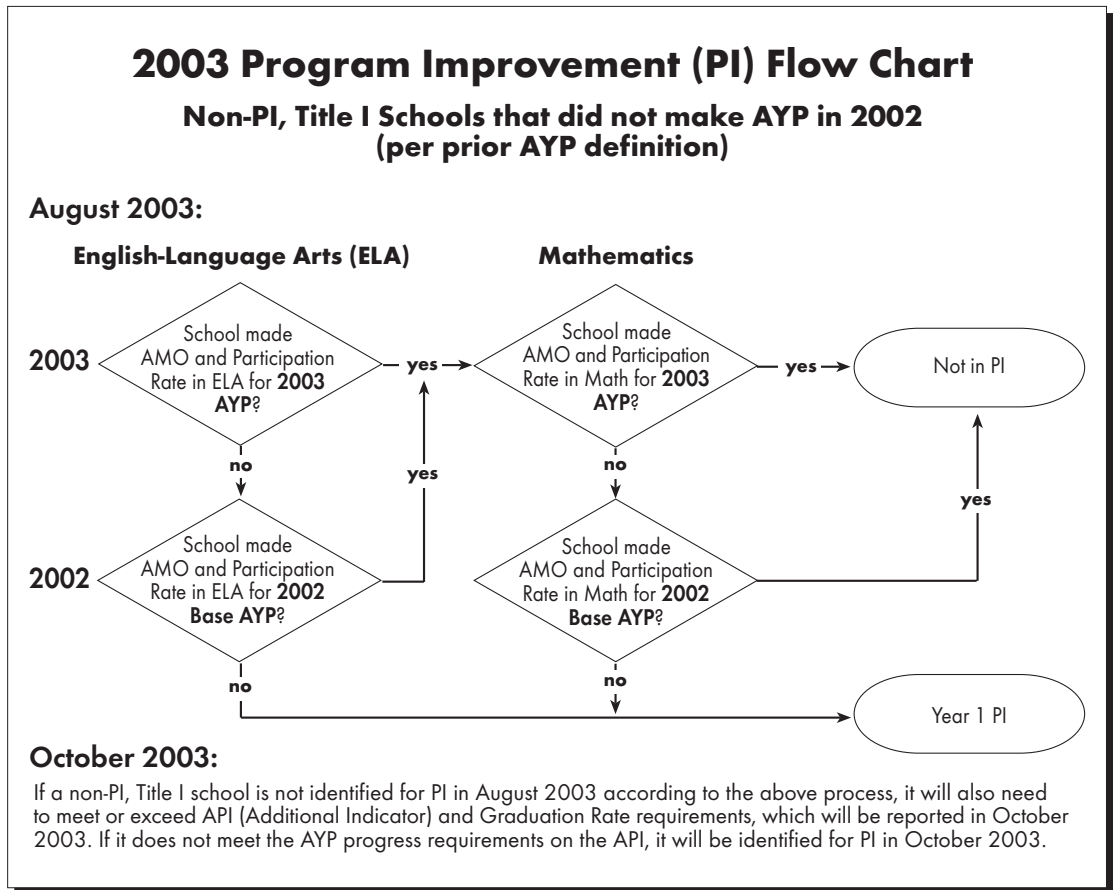 2003 Program Improvement (PI) Flow Chart
Non-PI, Title I Schools that did not make AYP in 2002
(per prior AYP definition)
August 2003:
English-Language Arts (ELA)
Mathematics
2003
School made
AMO and Participation
Rate in ELA for 2003
AYP?
yes
School made
AMO and Participation
Rate in Math for 2003
AYP?
yes
Not in PI
no
yes
no
yes
2002
School made
AMO and Participation
Rate in ELA for 2002
Base AYP?
School made
AMO and Participation
Rate in Math for 2002
Base AYP?
no
no
Year 1 PI
October 2003:
If a non-PI, Title I school is not identified for PI in August 2003 according to the above process, it will also need
to meet or exceed API (Additional Indicator) and Graduation Rate requirements, which will be reported in October
2003. If it does not meet the AYP progress requirements on the API, it will be identified for PI in October 2003.